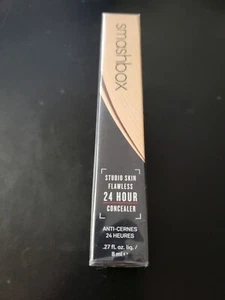 smashbox
STUDIO SKIN
FLAWLESS
24 HOUR
CONCEALER
ANTI-CERNES
24 HEURES
.27 fl. oz. liq. /
8 ml e